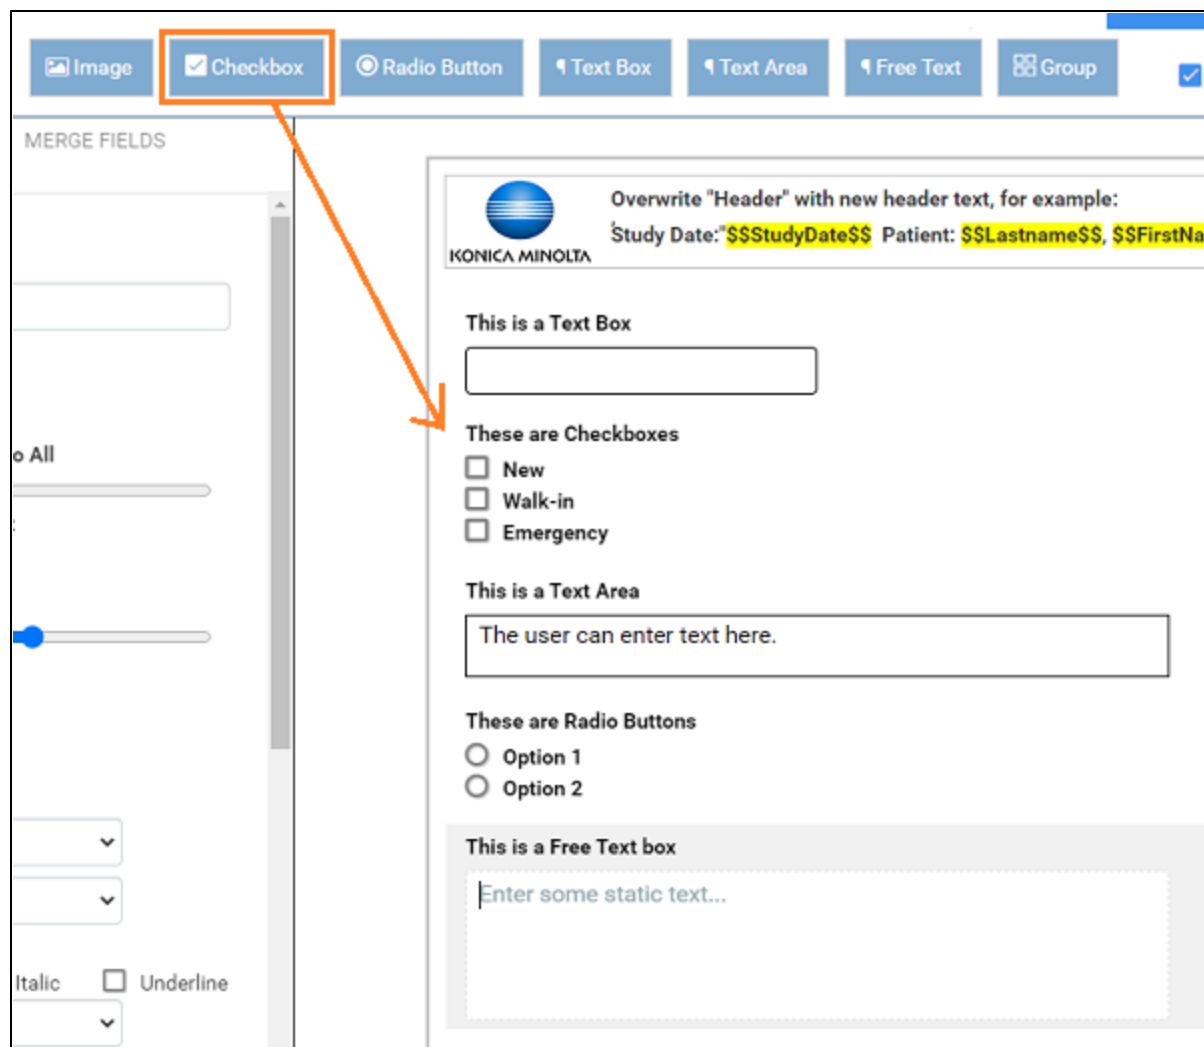 Image
Checkbox
Radio Button
¶ Text Box
¶ Text Area
¶ Free Text
Group
MERGE FIELDS
KONICA MINOLTA
Overwrite "Header" with new header text, for example:
Study Date:"$$StudyDate$$ Patient: $$Lastname$$, $$FirstNa
This is a Text Box
These are Checkboxes
o All
New
Walk-in
Emergency
This is a Text Area
The user can enter text here.
These are Radio Buttons
Option 1
Option 2
This is a Free Text box
Enter some static text...
Italic
Underline